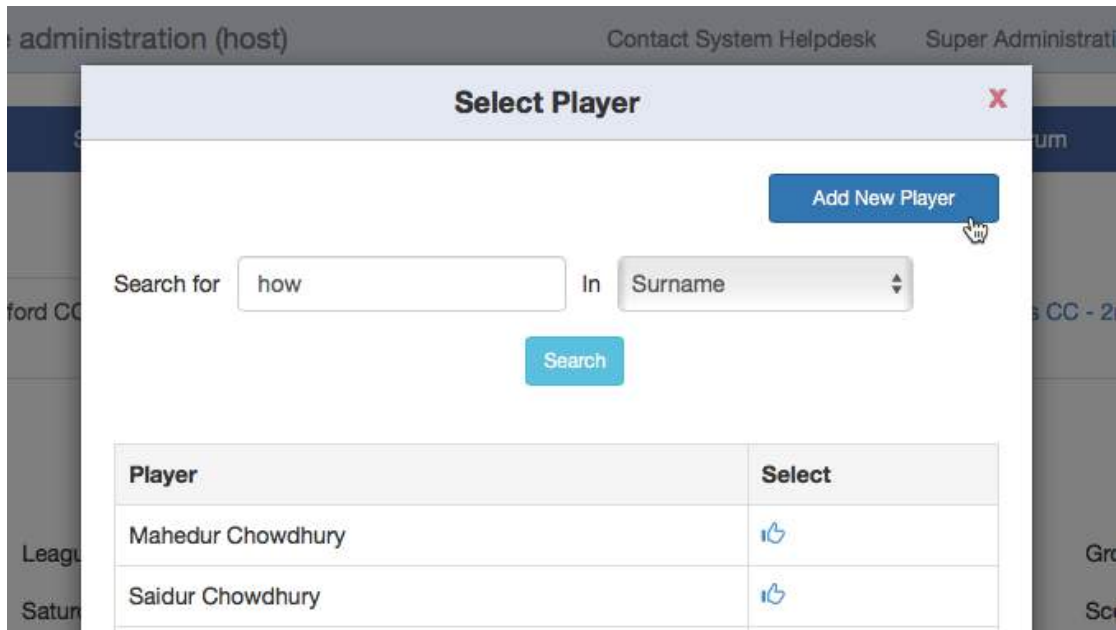 administration (host) Contact System Helpdesk Super Administrati
Select Player X
Add New Player
Search for how In Surname
ford CC s CC - 2
Search
Player Select
Mahedur Chowdhury
Leagu Gro
Saidur Chowdhury
Satur Sc